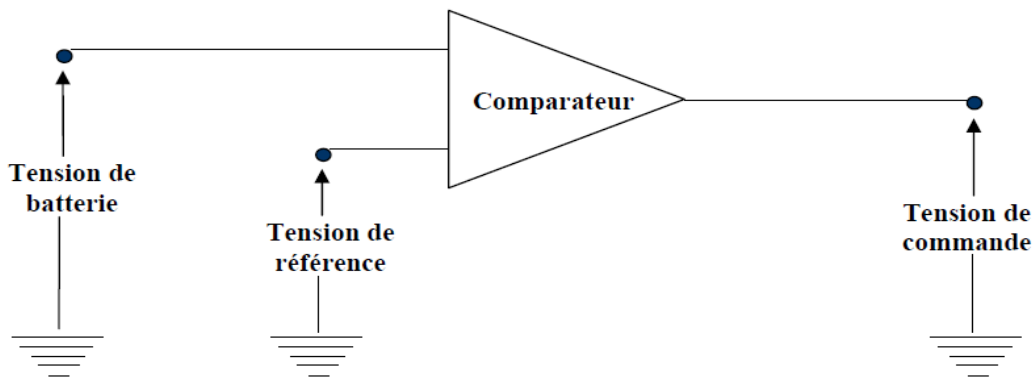 Comparateur
Tension de
batterie
Tension de
référence
Tension de
commande